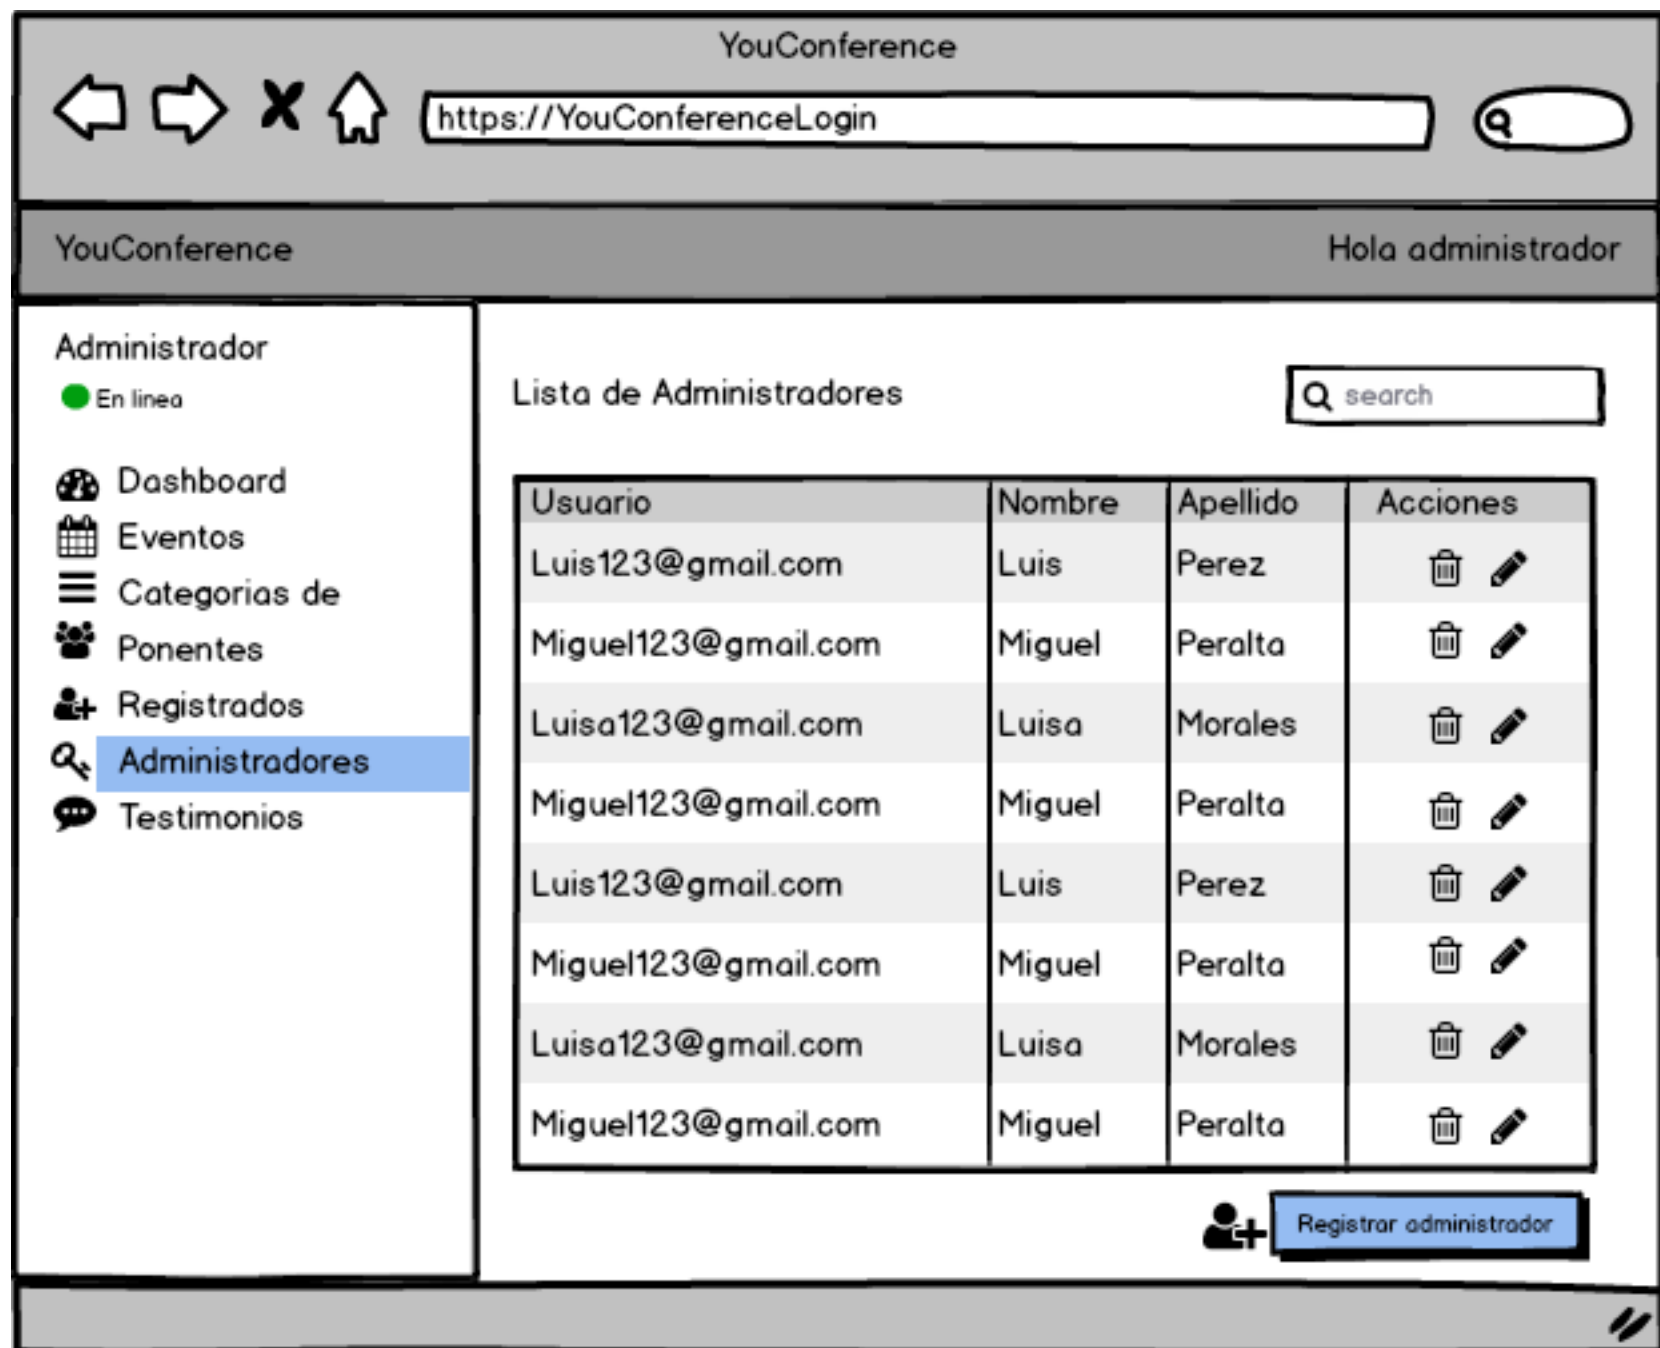 YouConference
https://YouConferenceLogin
YouConference
Hola administrador
Administrador
En linea
Dashboard
Eventos
Categorias de
Ponentes
Registrados
Administradores
Testimonios
Lista de Administradores
search
Usuario Nombre Apellido Acciones
Luis123@gmail.com Luis Perez
Miguel123@gmail.com Miguel Peralta
Luisa123@gmail.com Luisa Morales
Miguel123@gmail.com Miguel Peralta
Luis123@gmail.com Luis Perez
Miguel123@gmail.com Miguel Peralta
Luisa123@gmail.com Luisa Morales
Miguel123@gmail.com Miguel Peralta
Registrar administrador